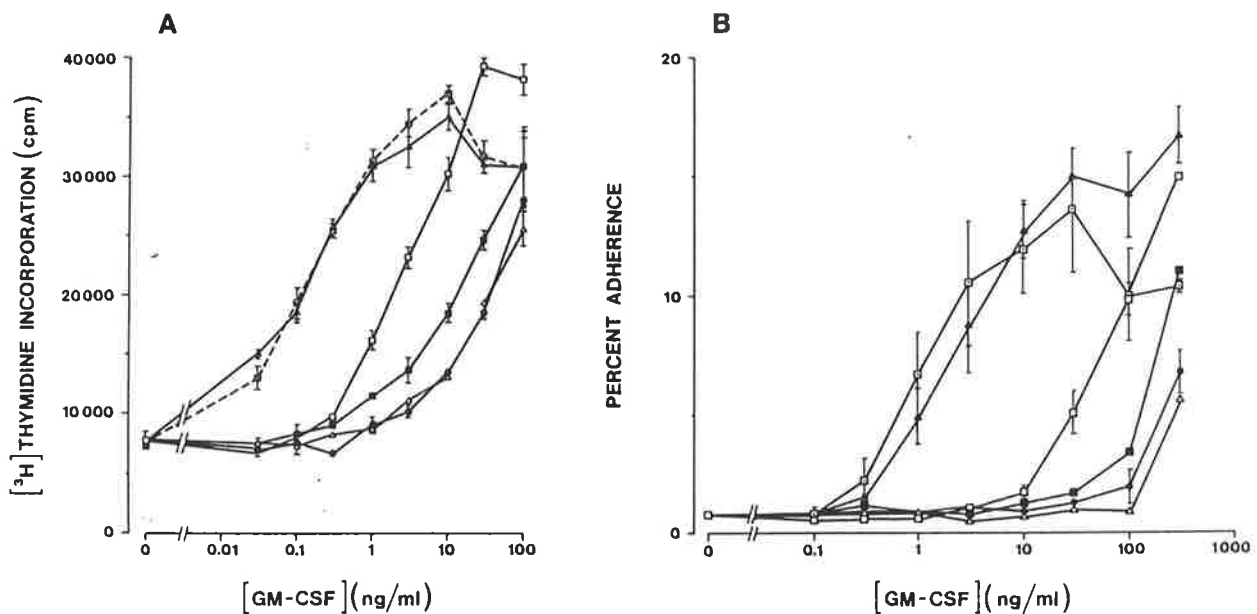 A
B
[³H] THYMIDINE INCORPORATION (cpm)
40000
30000
20000
10000
0
0 0.01 0.1 1 10 100
[GM-CSF] (ng/ml)
PERCENT ADHERENCE
20
10
0
0 0.1 1 10 100 1000
[GM-CSF] (ng/ml)